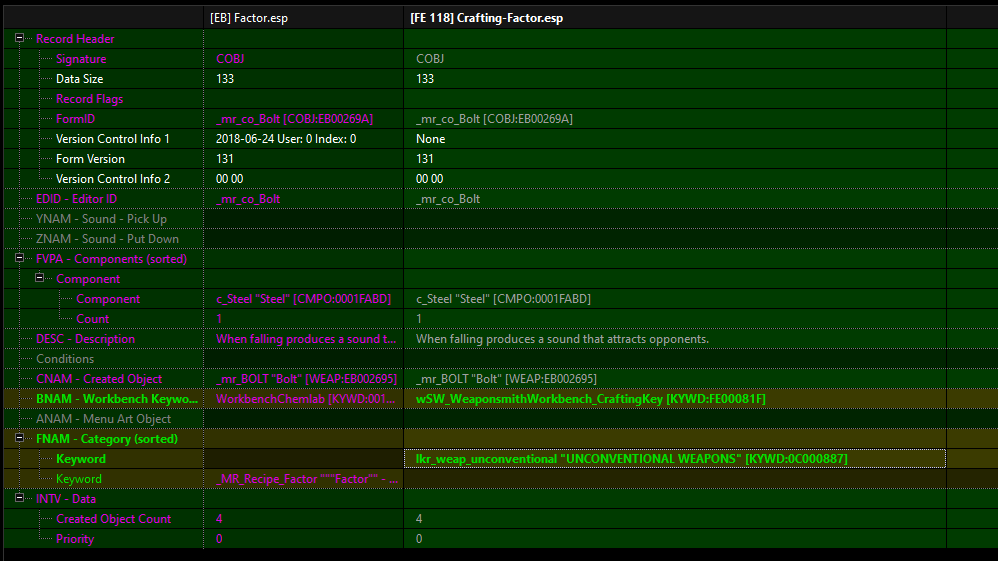 [EB] Factor.esp [FE 118] Crafting-Factor.esp
Record Header
Signature COBJ COBJ
Data Size 133 133
Record Flags
FormID _mr_co_Bolt [COBJ:EB00269A] _mr_co_Bolt [COBJ:EB00269A]
Version Control Info 1 2018-06-24 User: 0 Index: 0 None
Form Version 131 131
Version Control Info 2 00 00 00 00
EDID - Editor ID _mr_co_Bolt _mr_co_Bolt
YNAM - Sound - Pick Up
ZNAM - Sound - Put Down
FVPA - Components (sorted)
Component
Component c_Steel "Steel" [CMPO:0001FABD] c_Steel "Steel" [CMPO:0001FABD]
Count 1 1
DESC - Description When falling produces a sound t... When falling produces a sound that attracts opponents.
Conditions
CNAM - Created Object _mr_BOLT "Bolt" [WEAP:EB002695] _mr_BOLT "Bolt" [WEAP:EB002695]
BNAM - Workbench Keywo... WorkbenchChemlab [KYWD:001... wSW_WeaponsmithWorkbench_CraftingKey [KYWD:FE00081F]
ANAM - Menu Art Object
FNAM - Category (sorted)
Keyword lkr_weap_unconventional "UNCONVENTIONAL WEAPONS" [KYWD:0C000887]
Keyword _MR_Recipe_Factor """Factor"" - ...
INTV - Data
Created Object Count 4 4
Priority 0 0